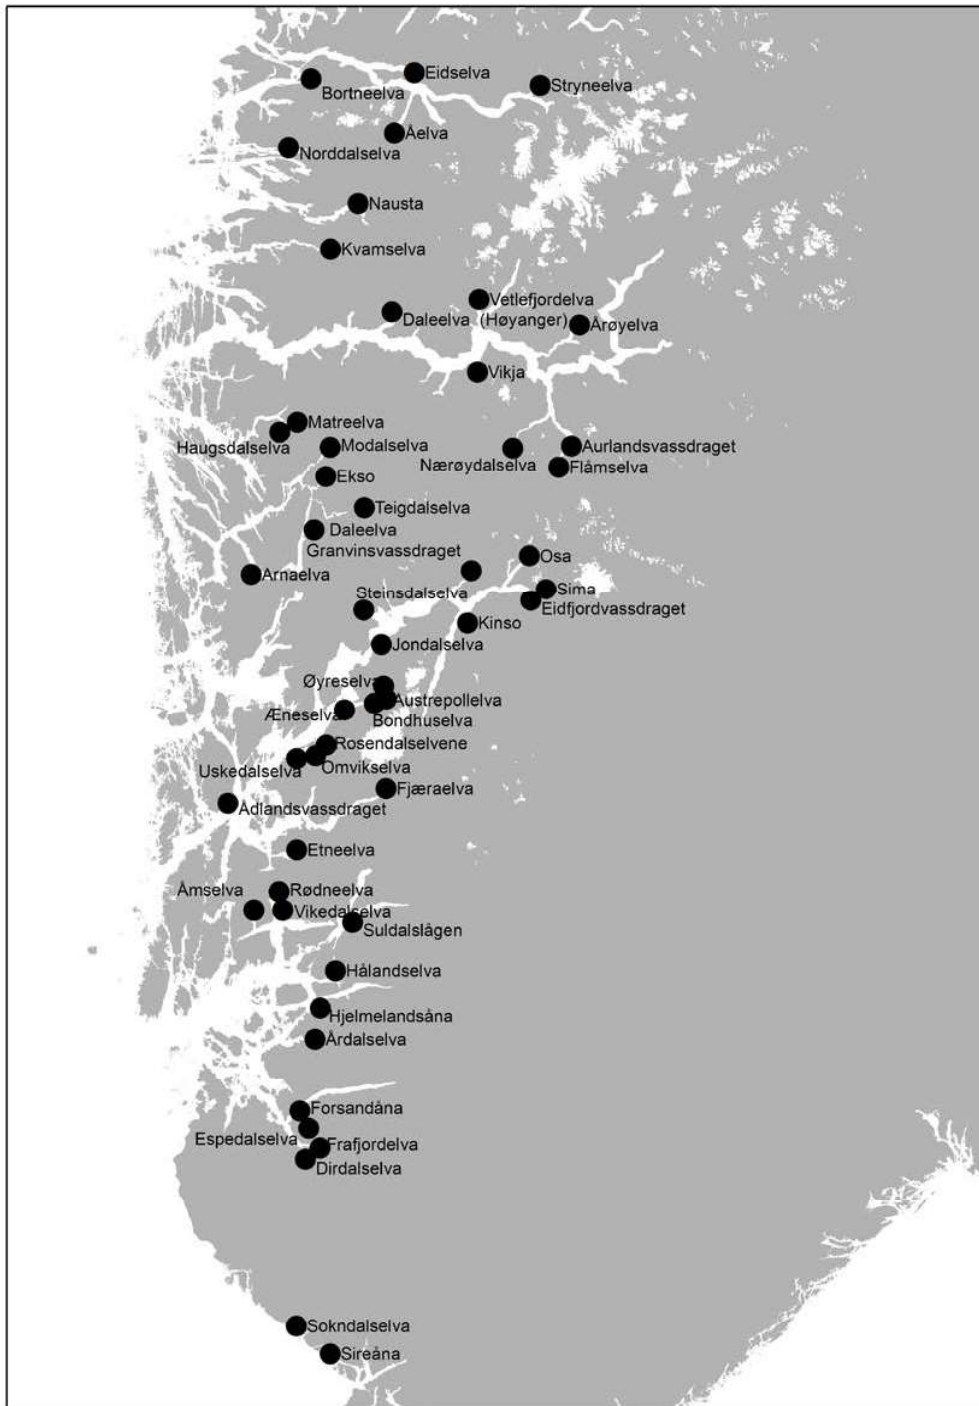 Eidselva
Stryneelva
Bortneelva
Åelva
Norddalselva
Nausta
Kvamselva
Vetlefjordelva
Daleelva (Høyanger)
Årøyelva
Vikja
Matreelva
Haugsdalselva
Modalselva
Aurlandsvassdraget
Nærøydalselva
Flåmselva
Ekso
Teigdalselva
Daleelva
Granvinsvassdraget
Osa
Arnaelva
Sima
Steinsdalselva
Eidfjordvassdraget
Kinso
Jondalselva
Øyreselva
Austrepollelva
Æneselva
Bondhuselva
Rosendalselvene
Uskedalselva
Omvikselva
Fjæraelva
Ådlandsvassdraget
Etneelva
Åmselva
Rødneelva
Vikedalselva
Suldalslågen
Hålandselva
Hjelmelandsåna
Årdalselva
Forsandåna
Espedalselva
Frafjordelva
Dirdalselva
Sokndalselva
Sireåna